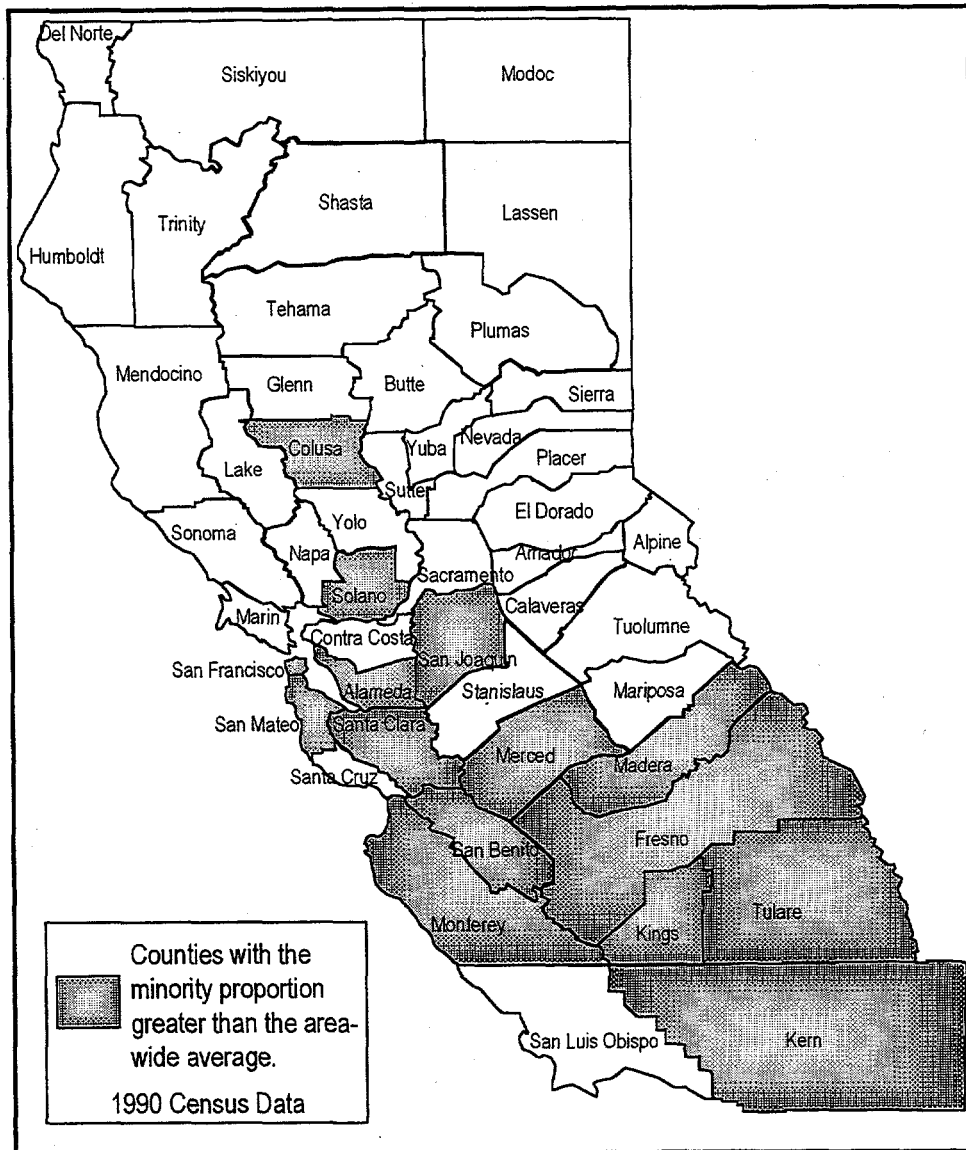 Del Norte
Siskiyou
Modoc
Shasta
Lassen
Trinity
Humboldt
Tehama
Plumas
Mendocino
Glenn
Butte
Sierra
Colusa
Yuba
Nevada
Lake
Placer
Sutter
El Dorado
Yolo
Sonoma
Napa
Amador
Alpine
Sacramento
Solano
Calaveras
Marin
Contra Costa
Tuolumne
San Francisco
San Joaquin
Alameda
Stanislaus
Mariposa
San Mateo
Santa Clara
Merced
Madera
Santa Cruz
Fresno
San Benito
Monterey
Kings
Tulare
San Luis Obispo
Kern
Counties with the
minority proportion
greater than the area-
wide average.
1990 Census Data